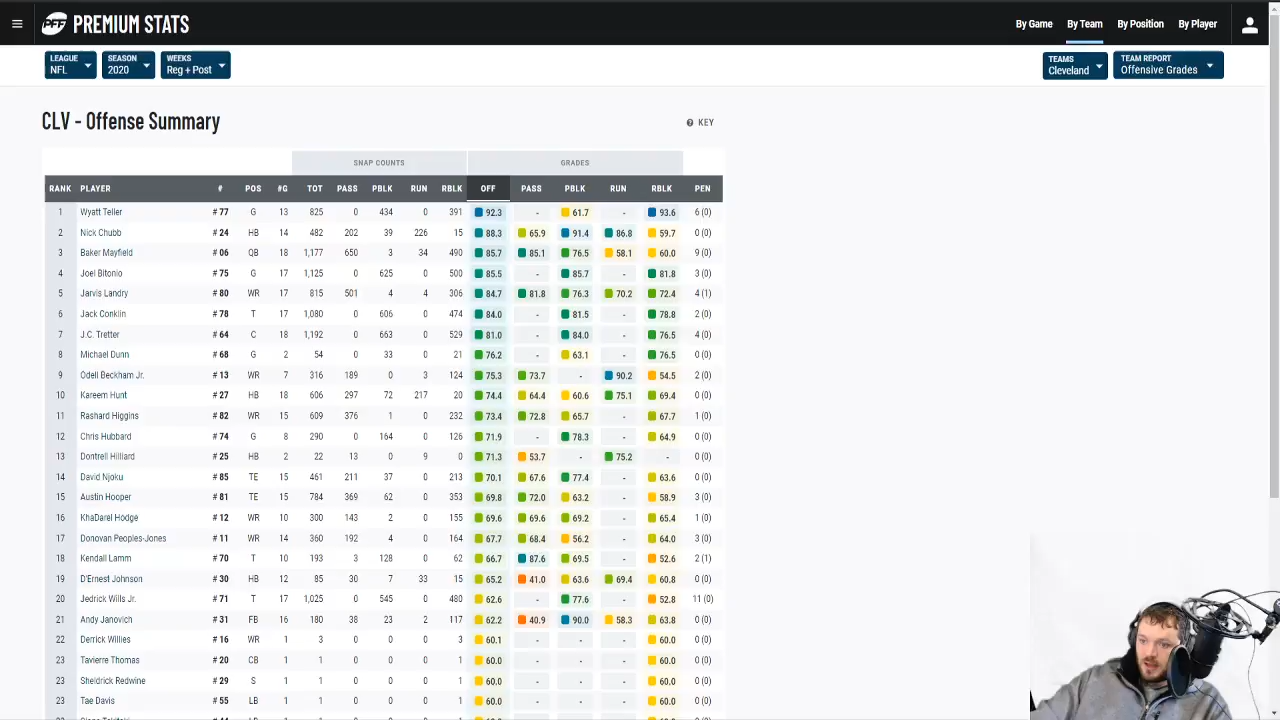 PFF PREMIUM STATS By Game By Team By Position By Player
LEAGUE SEASON WEEKS TEAMS TEAM REPORT
NFL 2020 Reg + Post Cleveland Offensive Grades
CLV - Offense Summary KEY
SNAP COUNTS GRADES
RANK PLAYER # POS #G TOT PASS PBLK RUN RBLK OFF PASS PBLK RUN RBLK PEN
1 Wyatt Teller # 77 G 13 825 0 434 0 391 92.3 - 61.7 - 93.6 6 (0)
2 Nick Chubb # 24 HB 14 482 202 39 226 15 88.3 65.9 91.4 86.8 59.7 0 (0)
3 Baker Mayfield # 06 QB 18 1,177 650 3 34 490 85.7 85.1 76.5 58.1 60.0 9 (0)
4 Joel Bitonio # 75 G 17 1,125 0 625 0 500 85.5 - 85.7 - 81.8 3 (0)
5 Jarvis Landry # 80 WR 17 815 501 4 4 306 84.7 81.8 76.3 70.2 72.4 4 (1)
6 Jack Conklin # 78 T 17 1,080 0 606 0 474 84.0 - 81.5 - 78.8 2 (0)
7 J.C. Tretter # 64 C 18 1,192 0 663 0 529 81.0 - 84.0 - 76.5 4 (0)
8 Michael Dunn # 68 G 2 54 0 33 0 21 76.2 - 63.1 - 76.5 0 (0)
9 Odell Beckham Jr. # 13 WR 7 316 189 0 3 124 75.3 73.7 - 90.2 54.5 2 (0)
10 Kareem Hunt # 27 HB 18 606 297 72 217 20 74.4 64.4 60.6 75.1 69.4 0 (0)
11 Rashard Higgins # 82 WR 15 609 376 1 0 232 73.4 72.8 65.7 - 67.7 1 (0)
12 Chris Hubbard # 74 G 8 290 0 164 0 126 71.9 - 78.3 - 64.9 0 (0)
13 Dontrell Hilliard # 25 HB 2 22 13 0 9 0 71.3 53.7 - 75.2 - 0 (0)
14 David Njoku # 85 TE 15 461 211 37 0 213 70.1 67.6 77.4 - 63.6 0 (0)
15 Austin Hooper # 81 TE 15 784 369 62 0 353 69.8 72.0 63.2 - 58.9 3 (0)
16 KhaDarel Hodge # 12 WR 10 300 143 2 0 155 69.6 69.6 69.2 - 65.4 1 (0)
17 Donovan Peoples-Jones # 11 WR 14 360 192 4 0 164 67.7 68.4 56.2 - 64.0 3 (0)
18 Kendall Lamm # 70 T 10 193 3 128 0 62 66.7 87.6 69.5 - 52.6 2 (1)
19 D'Ernest Johnson # 30 HB 12 85 30 7 33 15 65.2 41.0 63.6 69.4 60.8 0 (0)
20 Jedrick Wills Jr. # 71 T 17 1,025 0 545 0 480 62.6 - 77.6 - 52.8 11 (0)
21 Andy Janovich # 31 FB 16 180 38 23 2 117 62.2 40.9 90.0 58.3 63.8 0 (0)
22 Derrick Willies # 16 WR 1 3 0 0 0 3 60.1 - - - 60.0 0 (0)
23 Tavierre Thomas # 20 CB 1 1 0 0 0 1 60.0 - - - 60.0 0 (0)
23 Sheldrick Redwine # 29 S 1 1 0 0 0 1 60.0 - - - 60.0 0 (0)
23 Tae Davis # 55 LB 1 1 0 0 0 1 60.0 - - - 60.0 0 (0)